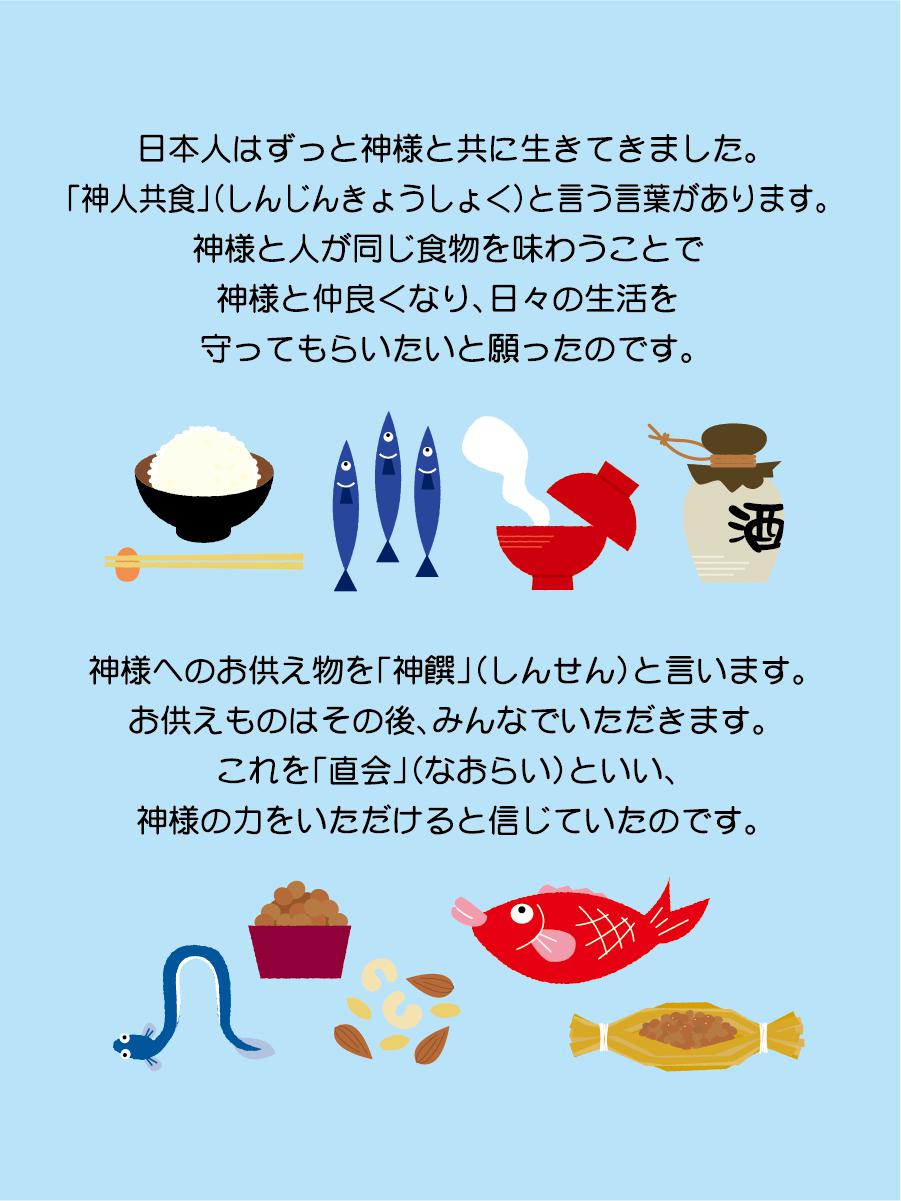 日本人はずっと神様と共に生きてきました。
「神人共食」(しんじんきょうしょく)と言う言葉があります。
神様と人が同じ食物を味わうことで
神様と仲良くなり、日々の生活を
守ってもらいたいと願ったのです。
酒
神様へのお供え物を「神饌」(しんせん)と言います。
お供えものはその後、みんなでいただきます。
これを「直会」(なおらい)といい、
神様の力をいただけると信じていたのです。